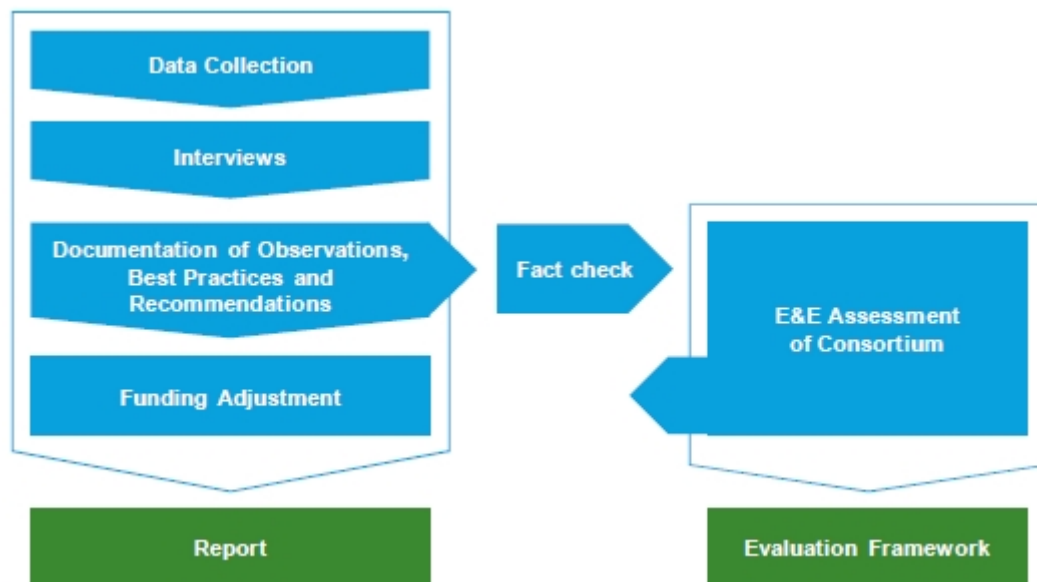 Data Collection
Interviews
Documentation of Observations,
Best Practices and
Recommendations
Fact check
E&E Assessment
of Consortium
Funding Adjustment
Report
Evaluation Framework